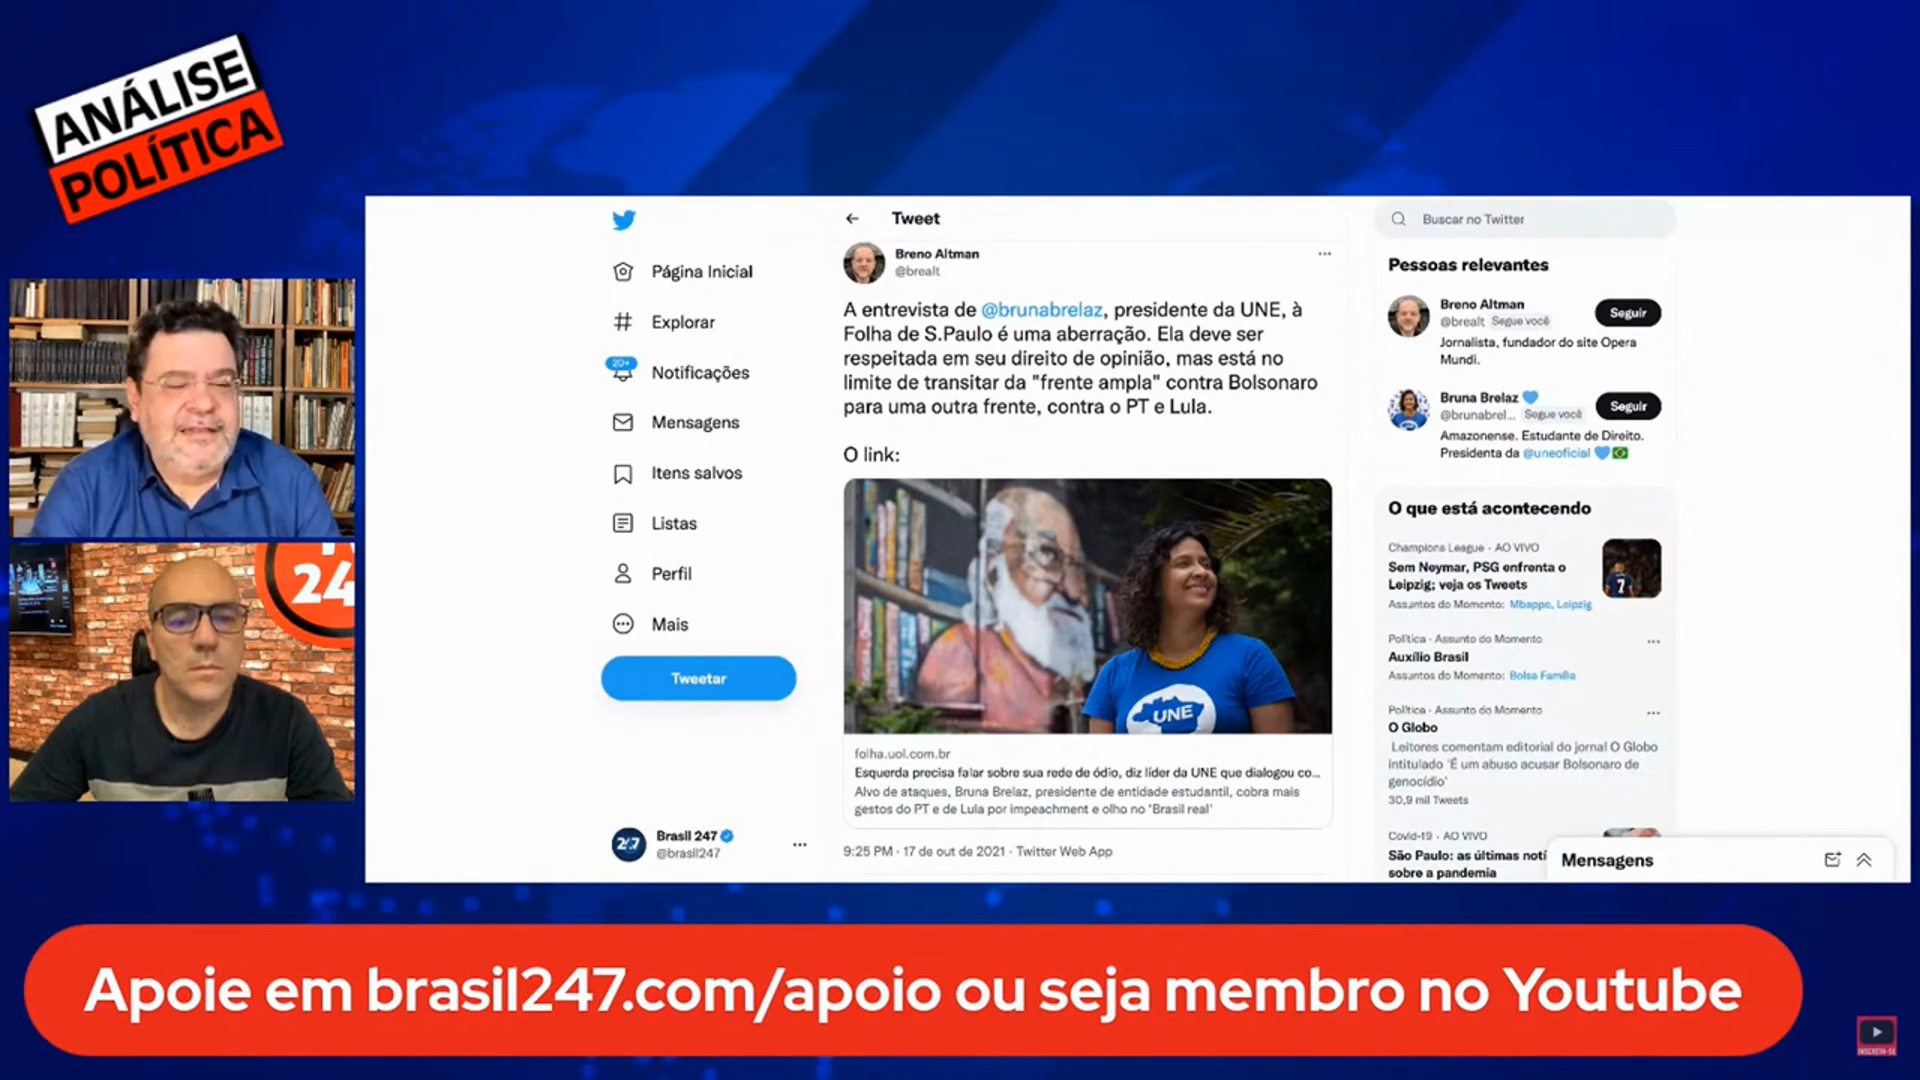 ANÁLISE
POLÍTICA
24
Página Inicial
Explorar
20+
Notificações
Mensagens
Itens salvos
Listas
Perfil
Mais
Tweetar
247
Brasil 247
@brasil247
Tweet
Breno Altman
@brealt
A entrevista de @brunabrelaz, presidente da UNE, à
Folha de S.Paulo é uma aberração. Ela deve ser
respeitada em seu direito de opinião, mas está no
limite de transitar da "frente ampla" contra Bolsonaro
para uma outra frente, contra o PT e Lula.
O link:
UNE
folha.uol.com.br
Esquerda precisa falar sobre sua rede de ódio, diz líder da UNE que dialogou co...
Alvo de ataques, Bruna Brelaz, presidente de entidade estudantil, cobra mais
gestos do PT e de Lula por impeachment e olho no 'Brasil real'
9:25 PM · 17 de out de 2021 · Twitter Web App
Buscar no Twitter
Pessoas relevantes
Breno Altman
@brealt Segue você
Seguir
Jornalista, fundador do site Opera
Mundi.
Bruna Brelaz
@brunabrel... Segue você
Seguir
Amazonense. Estudante de Direito.
Presidenta da @uneoficial
O que está acontecendo
Champions League · AO VIVO
Sem Neymar, PSG enfrenta o
Leipzig; veja os Tweets
Assuntos do Momento: Mbappe, Leipzig
7
Política · Assunto do Momento
Auxílio Brasil
Assuntos do Momento: Bolsa Família
Política · Assunto do Momento
O Globo
Leitores comentam editorial do jornal O Globo
intitulado 'É um abuso acusar Bolsonaro de
genocídio'
30,9 mil Tweets
Covid-19 · AO VIVO
São Paulo: as últimas notí
sobre a pandemia
Mensagens
Apoie em brasil247.com/apoio ou seja membro no Youtube
INSCREVA-SE